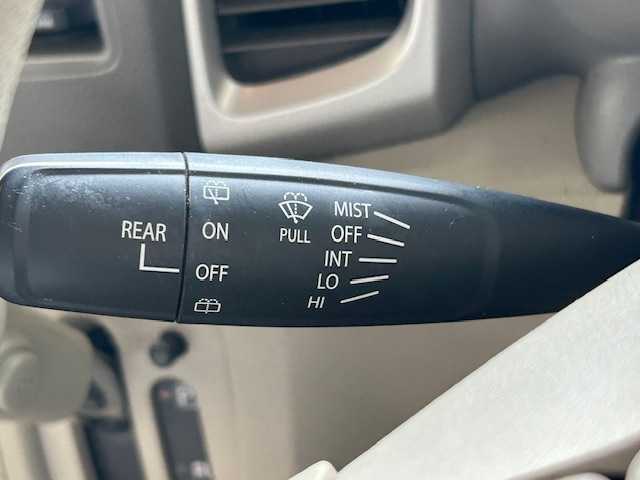 REAR
ON
OFF
PULL
MIST
OFF
INT
LO
HI